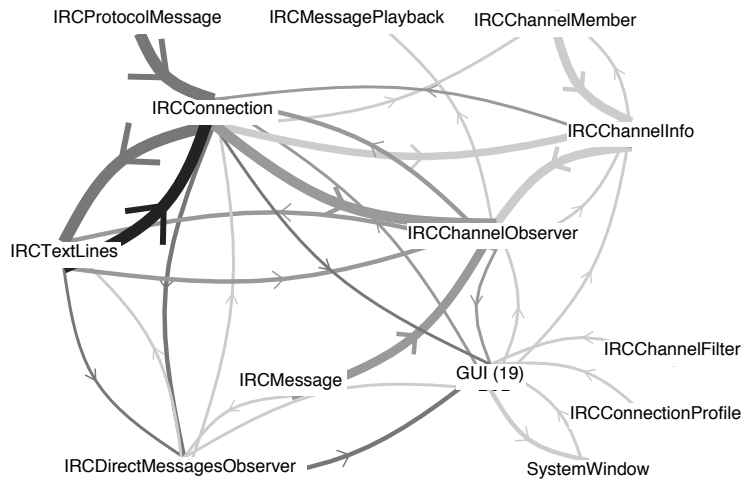 IRCProtocolMessage
IRCMessagePlayback
IRCChannelMember
IRCConnection
IRCChannelInfo
IRCChannelObserver
IRCTextLines
IRCChannelFilter
GUI (19)
IRCMessage
IRCConnectionProfile
IRCDirectMessagesObserver
SystemWindow